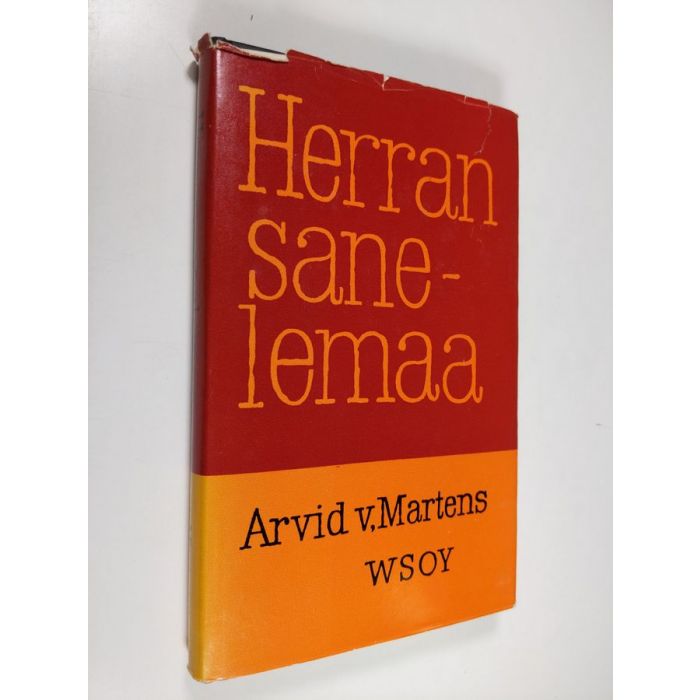 Herran
sane-
lemaa
Arvid v. Martens
WSOY